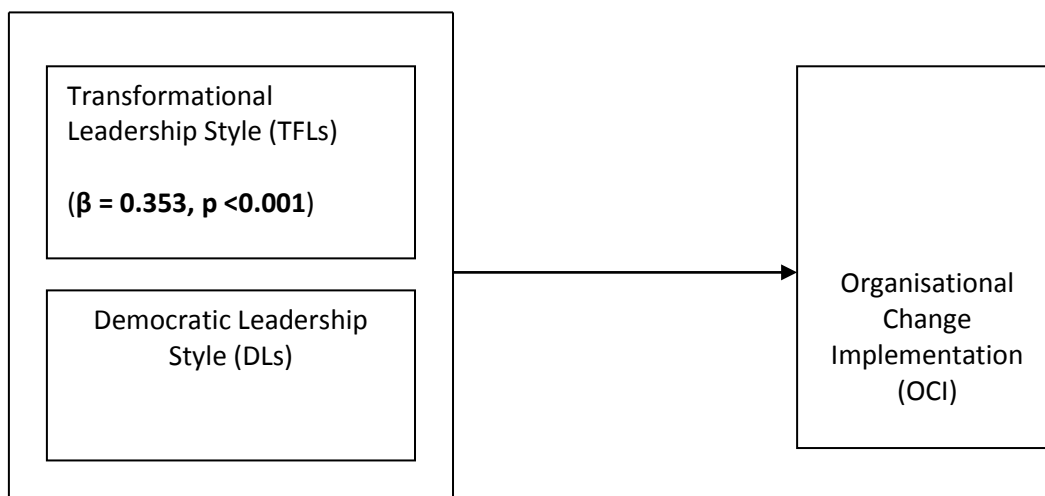 Transformational
Leadership Style (TFLs)
(β = 0.353, p <0.001)
Democratic Leadership
Style (DLs)
Organisational
Change
Implementation
(OCI)